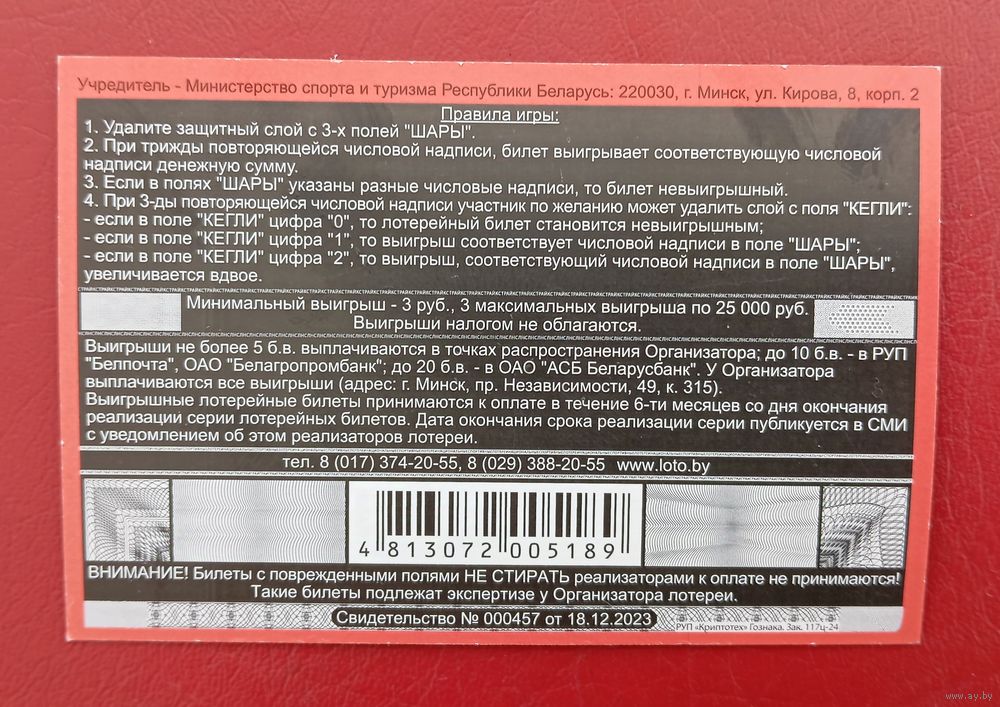 Учредитель - Министерство спорта и туризма Республики Беларусь: 220030, г. Минск, ул. Кирова, 8, корп. 2
Правила игры:
1. Удалите защитный слой с 3-х полей "ШАРЫ".
2. При трижды повторяющейся числовой надписи, билет выигрывает соответствующую числовой
надписи денежную сумму.
3. Если в полях "ШАРЫ" указаны разные числовые надписи, то билет невыигрышный.
4. При 3-ды повторяющейся числовой надписи участник по желанию может удалить слой с поля "КЕГЛИ":
- если в поле "КЕГЛИ" цифра "0", то лотерейный билет становится невыигрышным;
- если в поле "КЕГЛИ" цифра "1", то выигрыш соответствует числовой надписи в поле "ШАРЫ";
- если в поле "КЕГЛИ" цифра "2", то выигрыш, соответствующий числовой надписи в поле "ШАРЫ",
увеличивается вдвое.
Минимальный выигрыш - 3 руб., 3 максимальных выигрыша по 25 000 руб.
Выигрыши налогом не облагаются.
Выигрыши не более 5 б.в. выплачиваются в точках распространения Организатора; до 10 б.в. - в РУП
"Белпочта", ОАО "Белагропромбанк"; до 20 б.в. - в ОАО "АСБ Беларусбанк". У Организатора
выплачиваются все выигрыши (адрес: г. Минск, пр. Независимости, 49, к. 315).
Выигрышные лотерейные билеты принимаются к оплате в течение 6-ти месяцев со дня окончания
реализации серии лотерейных билетов. Дата окончания срока реализации серии публикуется в СМИ
с уведомлением об этом реализаторов лотереи.
тел. 8 (017) 374-20-55, 8 (029) 388-20-55 www.loto.by
4 813072 005189
ВНИМАНИЕ! Билеты с поврежденными полями НЕ СТИРАТЬ реализаторами к оплате не принимаются!
Такие билеты подлежат экспертизе у Организатора лотереи.
Свидетельство № 000457 от 18.12.2023
РУП «Криптотех» Гознака. Зак. 117ц-24
www.ay.by